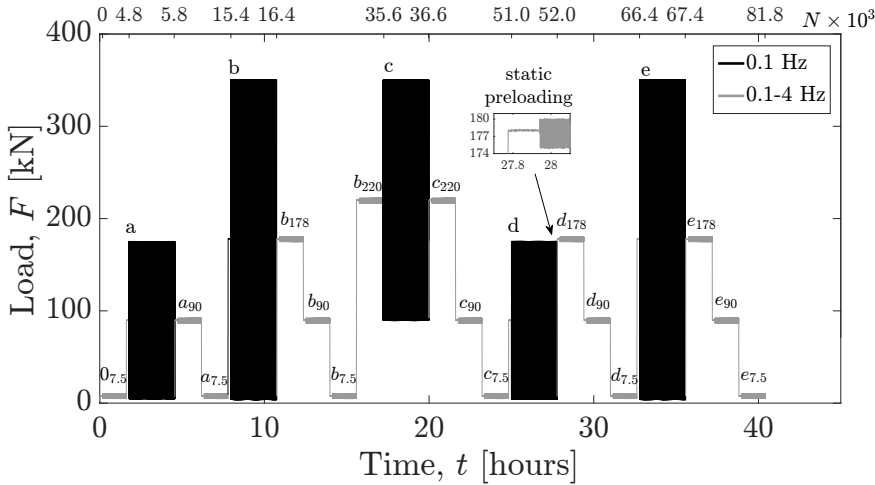 0 4.8 5.8 15.4 16.4 35.6 36.6 51.0 52.0 66.4 67.4 81.8 N × 10³
400
300
200
100
0
Load, F [kN]
0.1 Hz
0.1-4 Hz
static
preloading
180
177
174
27.8 28
a
b
c
d
e
0₇.₅
a₉₀
a₇.₅
b₁₇₈
b₉₀
b₇.₅
b₂₂₀
c₂₂₀
c₉₀
c₇.₅
d₁₇₈
d₉₀
d₇.₅
e₁₇₈
e₉₀
e₇.₅
0 10 20 30 40
Time, t [hours]